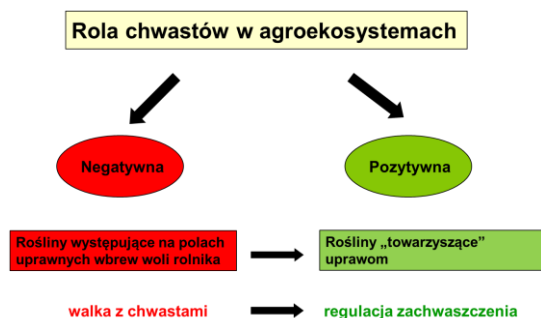 Rola chwastów w agroekosystemach
Negatywna
Pozytywna
Rośliny występujące na polach
uprawnych wbrew woli rolnika
Rośliny „towarzyszące”
uprawom
walka z chwastami
regulacja zachwaszczenia